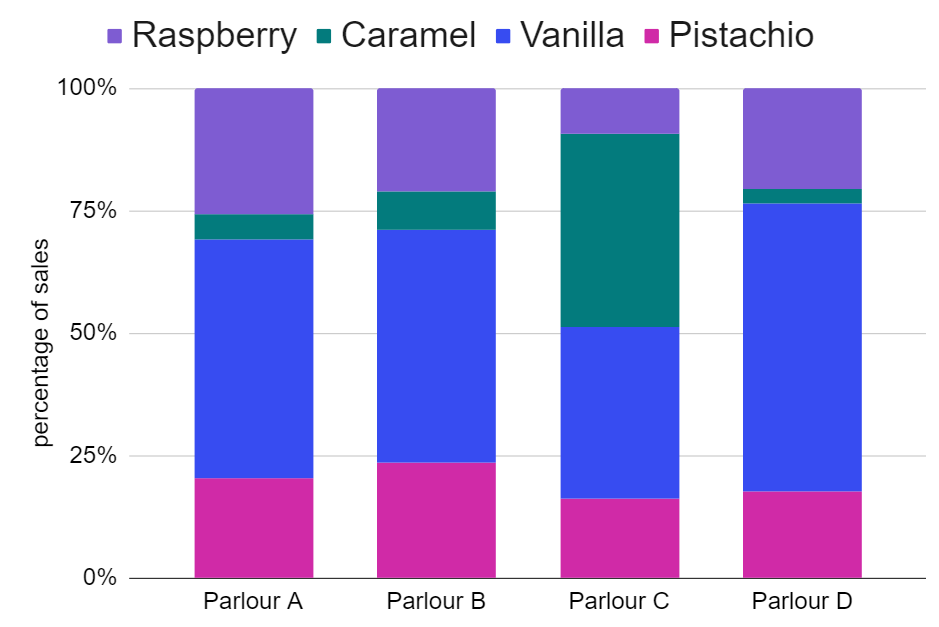 Raspberry Caramel Vanilla Pistachio
100%
75%
50%
25%
0%
percentage of sales
Parlour A Parlour B Parlour C Parlour D